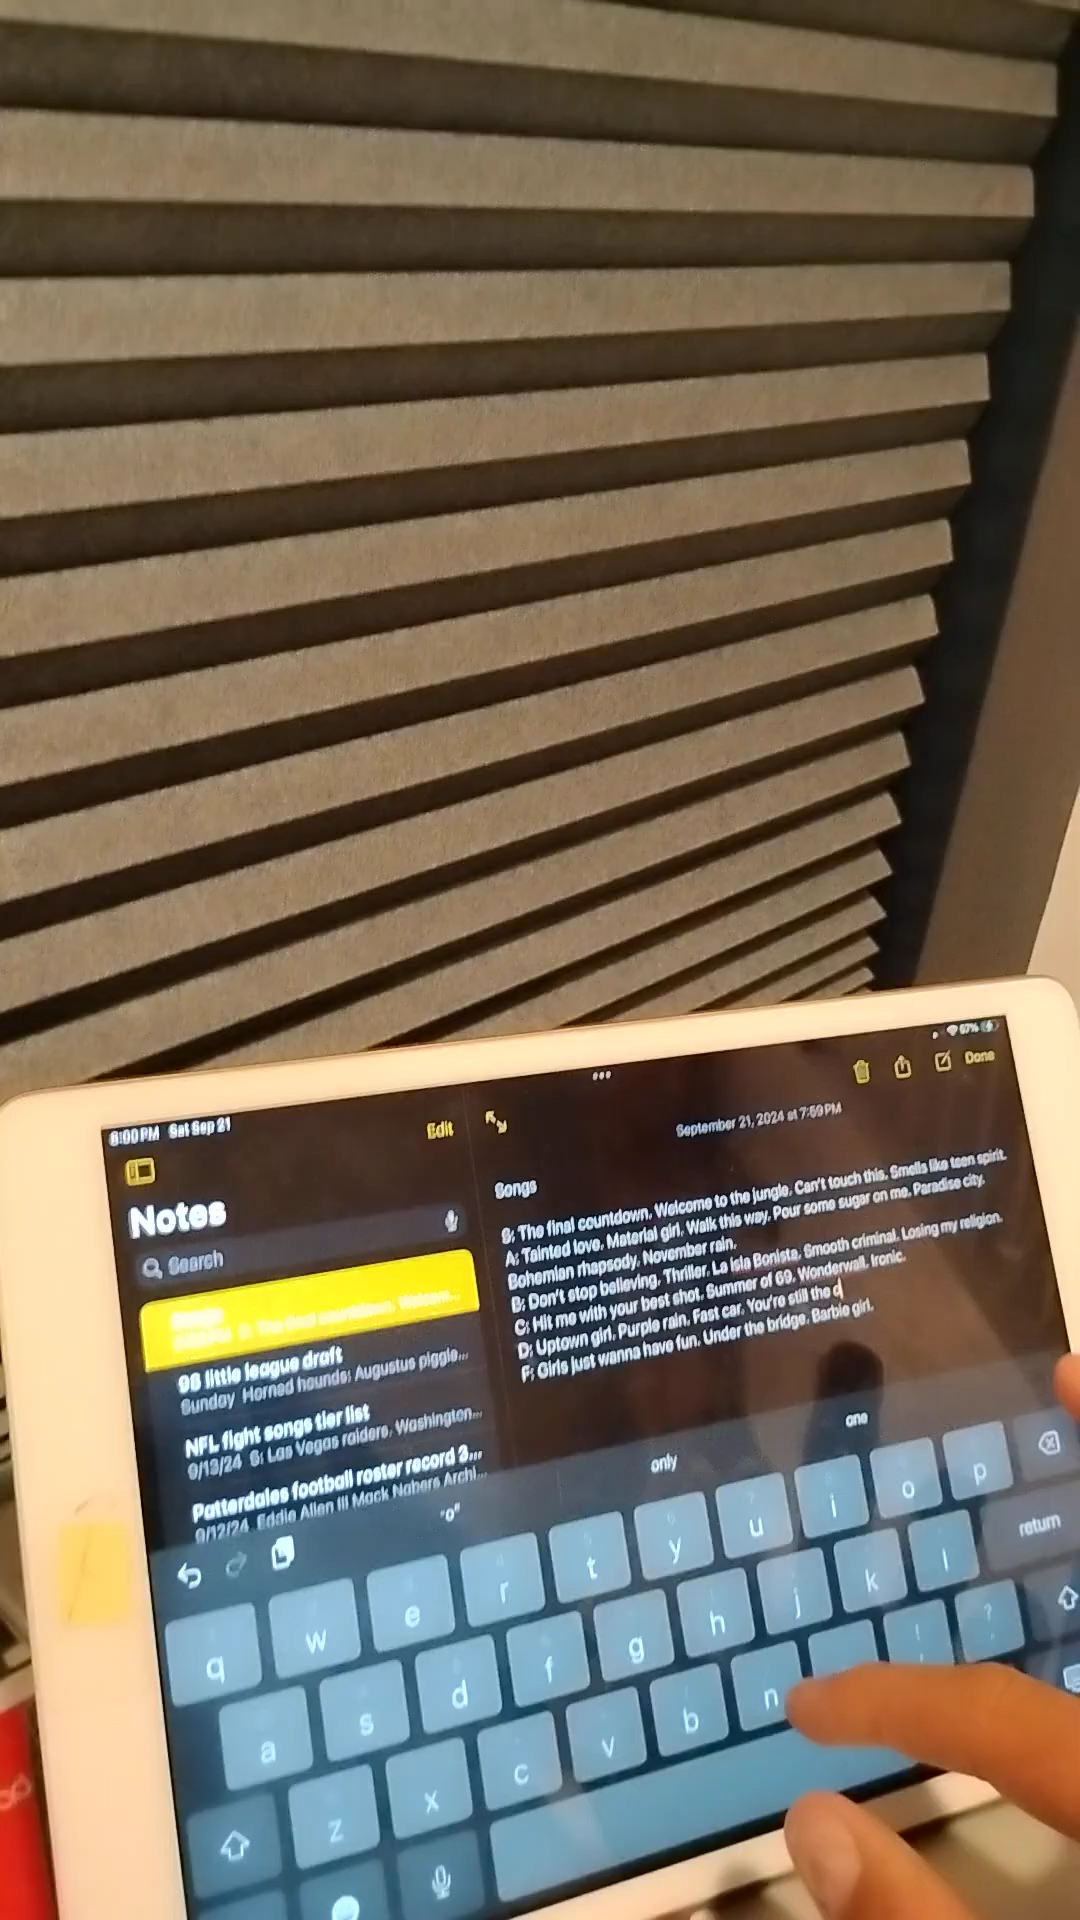 8:00 PM Sat Sep 21
67%
Edit
Done
Notes
Search
98 little league draft
Sunday Horned hounds: Augustus piggle...
NFL fight songs tier list
9/13/24 S: Las Vegas raiders, Washington...
Patterdales football roster record 3...
9/12/24 Eddie Allen III Mack Nabers Archi...
September 21, 2024 at 7:59 PM
Songs
S: The final countdown. Welcome to the jungle. Can't touch this. Smells like teen spirit.
A: Tainted love. Material girl. Walk this way. Pour some sugar on me. Paradise city.
Bohemian rhapsody. November rain.
B: Don't stop believing. Thriller. La isla Bonista. Smooth criminal. Losing my religion.
C: Hit me with your best shot. Summer of 69. Wonderwall. Ironic.
D: Uptown girl. Purple rain. Fast car. You're still the o
F: Girls just wanna have fun. Under the bridge. Barbie girl.
"o" only one
q w e r t y u i o p
a s d f g h j k l return
z x c v b n ! ?